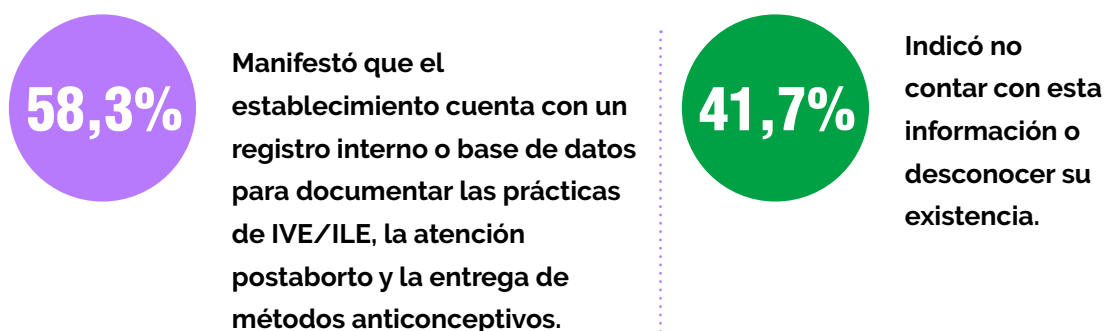 58,3%
Manifestó que el
establecimiento cuenta con un
registro interno o base de datos
para documentar las prácticas
de IVE/ILE, la atención
postaborto y la entrega de
métodos anticonceptivos.
41,7%
Indicó no
contar con esta
información o
desconocer su
existencia.